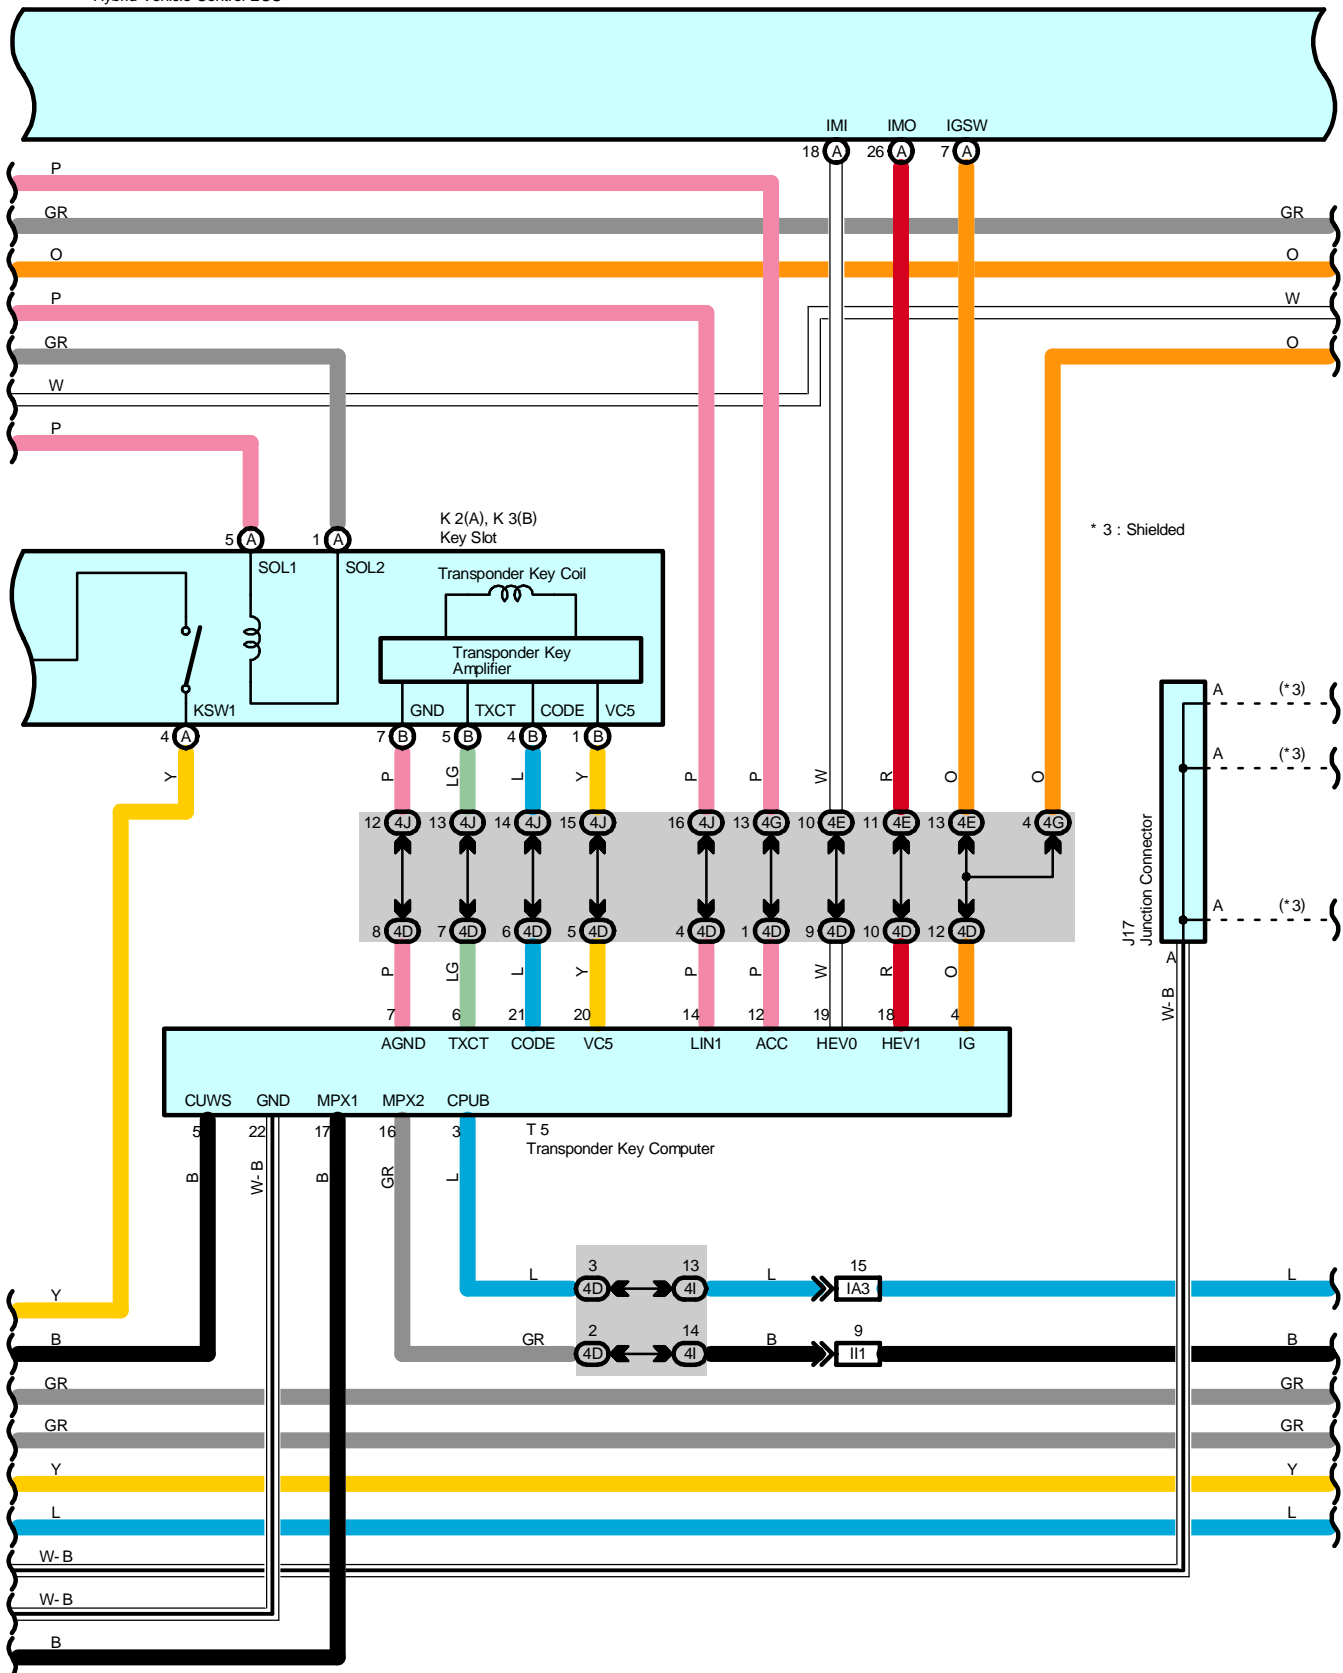 Hybrid Vehicle Control ECU
IMI IMO IGSW
18 A 26 A 7 A
P
GR GR
O O
P W
GR O
W
P
K 2(A), K 3(B)
Key Slot
* 3 : Shielded
5 A 1 A
SOL1 SOL2
Transponder Key Coil
Transponder Key
Amplifier
KSW1 GND TXCT CODE VC5
4 A 7 B 5 B 4 B 1 B
A (*3)
A (*3)
Y P LG L Y P P W R O O
12 4J 13 4J 14 4J 15 4J 16 4J 13 4G 10 4E 11 4E 13 4E 4 4G
J17
Junction Connector
A (*3)
8 4D 7 4D 6 4D 5 4D 4 4D 1 4D 9 4D 10 4D 12 4D
A
P LG L Y P P W R O
W-B
7 6 21 20 14 12 19 18 4
AGND TXCT CODE VC5 LIN1 ACC HEV0 HEV1 IG
CUWS GND MPX1 MPX2 CPUB
5 22 17 16 3
T 5
Transponder Key Computer
B W-B B GR L
3 13 15
L 4D 4I L IA3 L
Y
2 14 9
B GR 4D 4I B II1 B
GR GR
GR GR
Y Y
L L
W-B
W-B
B